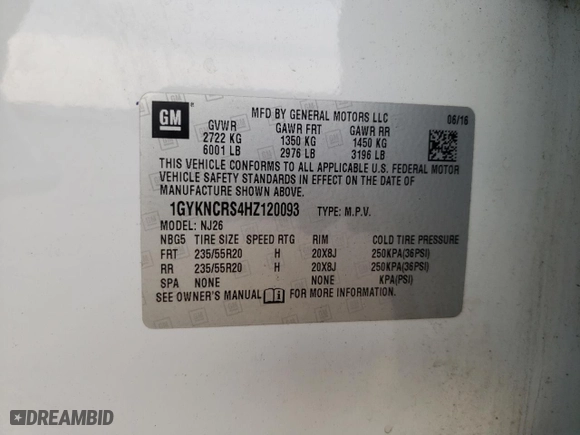 GM
MFD BY GENERAL MOTORS LLC 06/16
GVWR GAWR FRT GAWR RR
2722 KG 1350 KG 1450 KG
6001 LB 2976 LB 3196 LB
THIS VEHICLE CONFORMS TO ALL APPLICABLE U.S. FEDERAL MOTOR
VEHICLE SAFETY STANDARDS IN EFFECT ON THE DATE OF
MANUFACTURE SHOWN ABOVE.
1GYKNCRS4HZ120093 TYPE: M.P.V.
MODEL: NJ26
NBG5 TIRE SIZE SPEED RTG RIM COLD TIRE PRESSURE
FRT 235/55R20 H 20X8J 250KPA(36PSI)
RR 235/55R20 H 20X8J 250KPA(36PSI)
SPA NONE NONE KPA(PSI)
SEE OWNER'S MANUAL FOR MORE INFORMATION.
DREAMBID